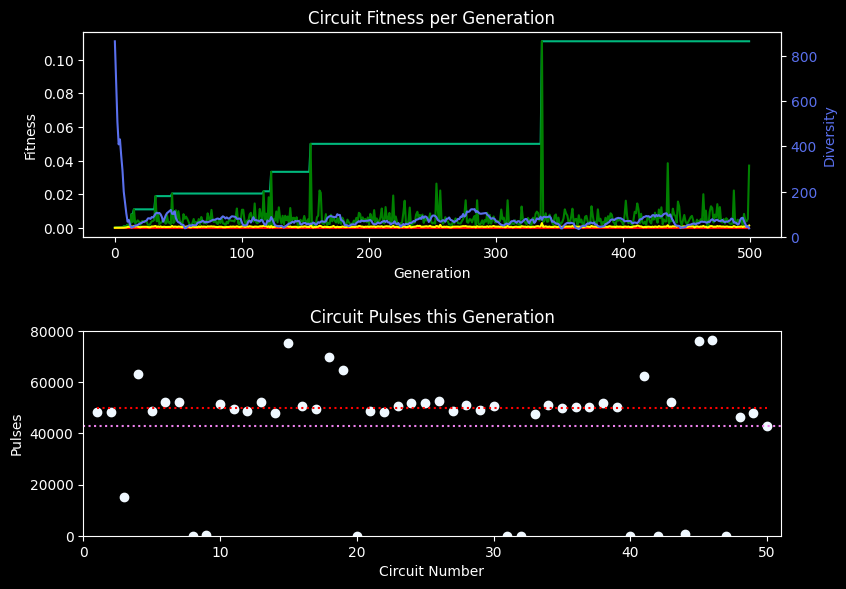 Circuit Fitness per Generation
0.10
0.08
0.06
0.04
0.02
0.00
Fitness
800
600
400
200
0
Diversity
0 100 200 300 400 500
Generation
Circuit Pulses this Generation
80000
60000
40000
20000
0
Pulses
0 10 20 30 40 50
Circuit Number